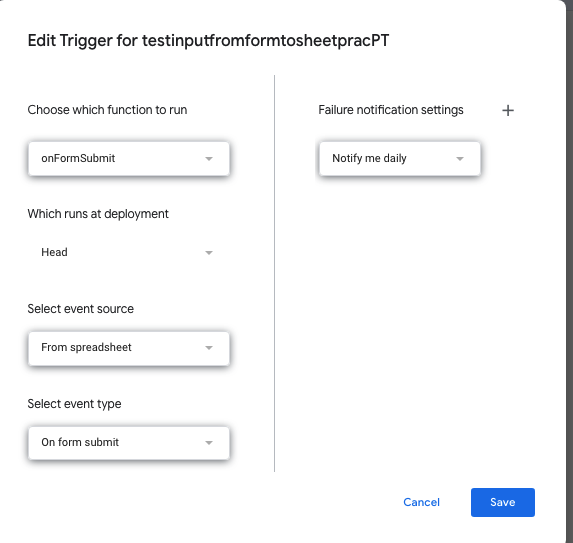 Edit Trigger for testinputfromformtosheetpracPT
Choose which function to run
onFormSubmit
Which runs at deployment
Head
Select event source
From spreadsheet
Select event type
On form submit
Failure notification settings
Notify me daily
Cancel
Save